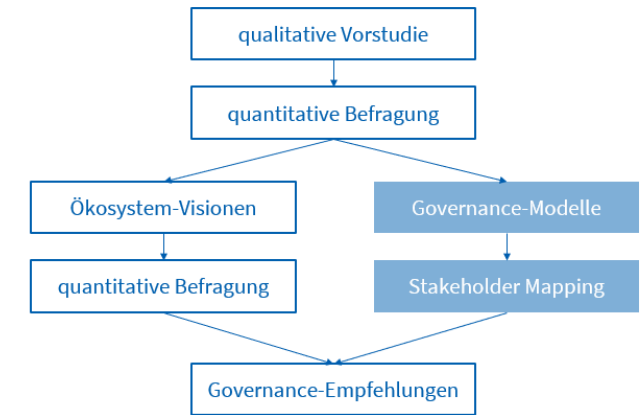 qualitative Vorstudie
quantitative Befragung
Ökosystem-Visionen
Governance-Modelle
quantitative Befragung
Stakeholder Mapping
Governance-Empfehlungen